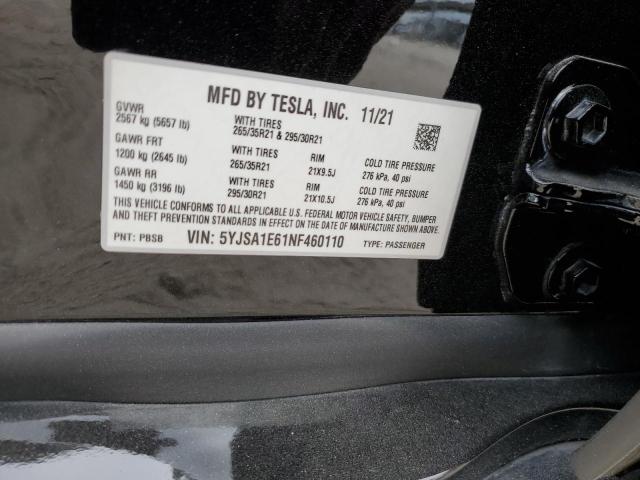 MFD BY TESLA, INC. 11/21
GVWR
2567 kg (5657 lb)
WITH TIRES
265/35R21 & 295/30R21
GAWR FRT
1200 kg (2645 lb)
WITH TIRES
265/35R21
RIM
21X9.5J
COLD TIRE PRESSURE
276 kPa, 40 psi
GAWR RR
1450 kg (3196 lb)
WITH TIRES
295/30R21
RIM
21X10.5J
COLD TIRE PRESSURE
276 kPa, 40 psi
THIS VEHICLE CONFORMS TO ALL APPLICABLE U.S. FEDERAL MOTOR VEHICLE SAFETY, BUMPER
AND THEFT PREVENTION STANDARDS IN EFFECT ON THE DATE OF MANUFACTURE SHOWN ABOVE.
PNT: PBSB VIN: 5YJSA1E61NF460110 TYPE: PASSENGER